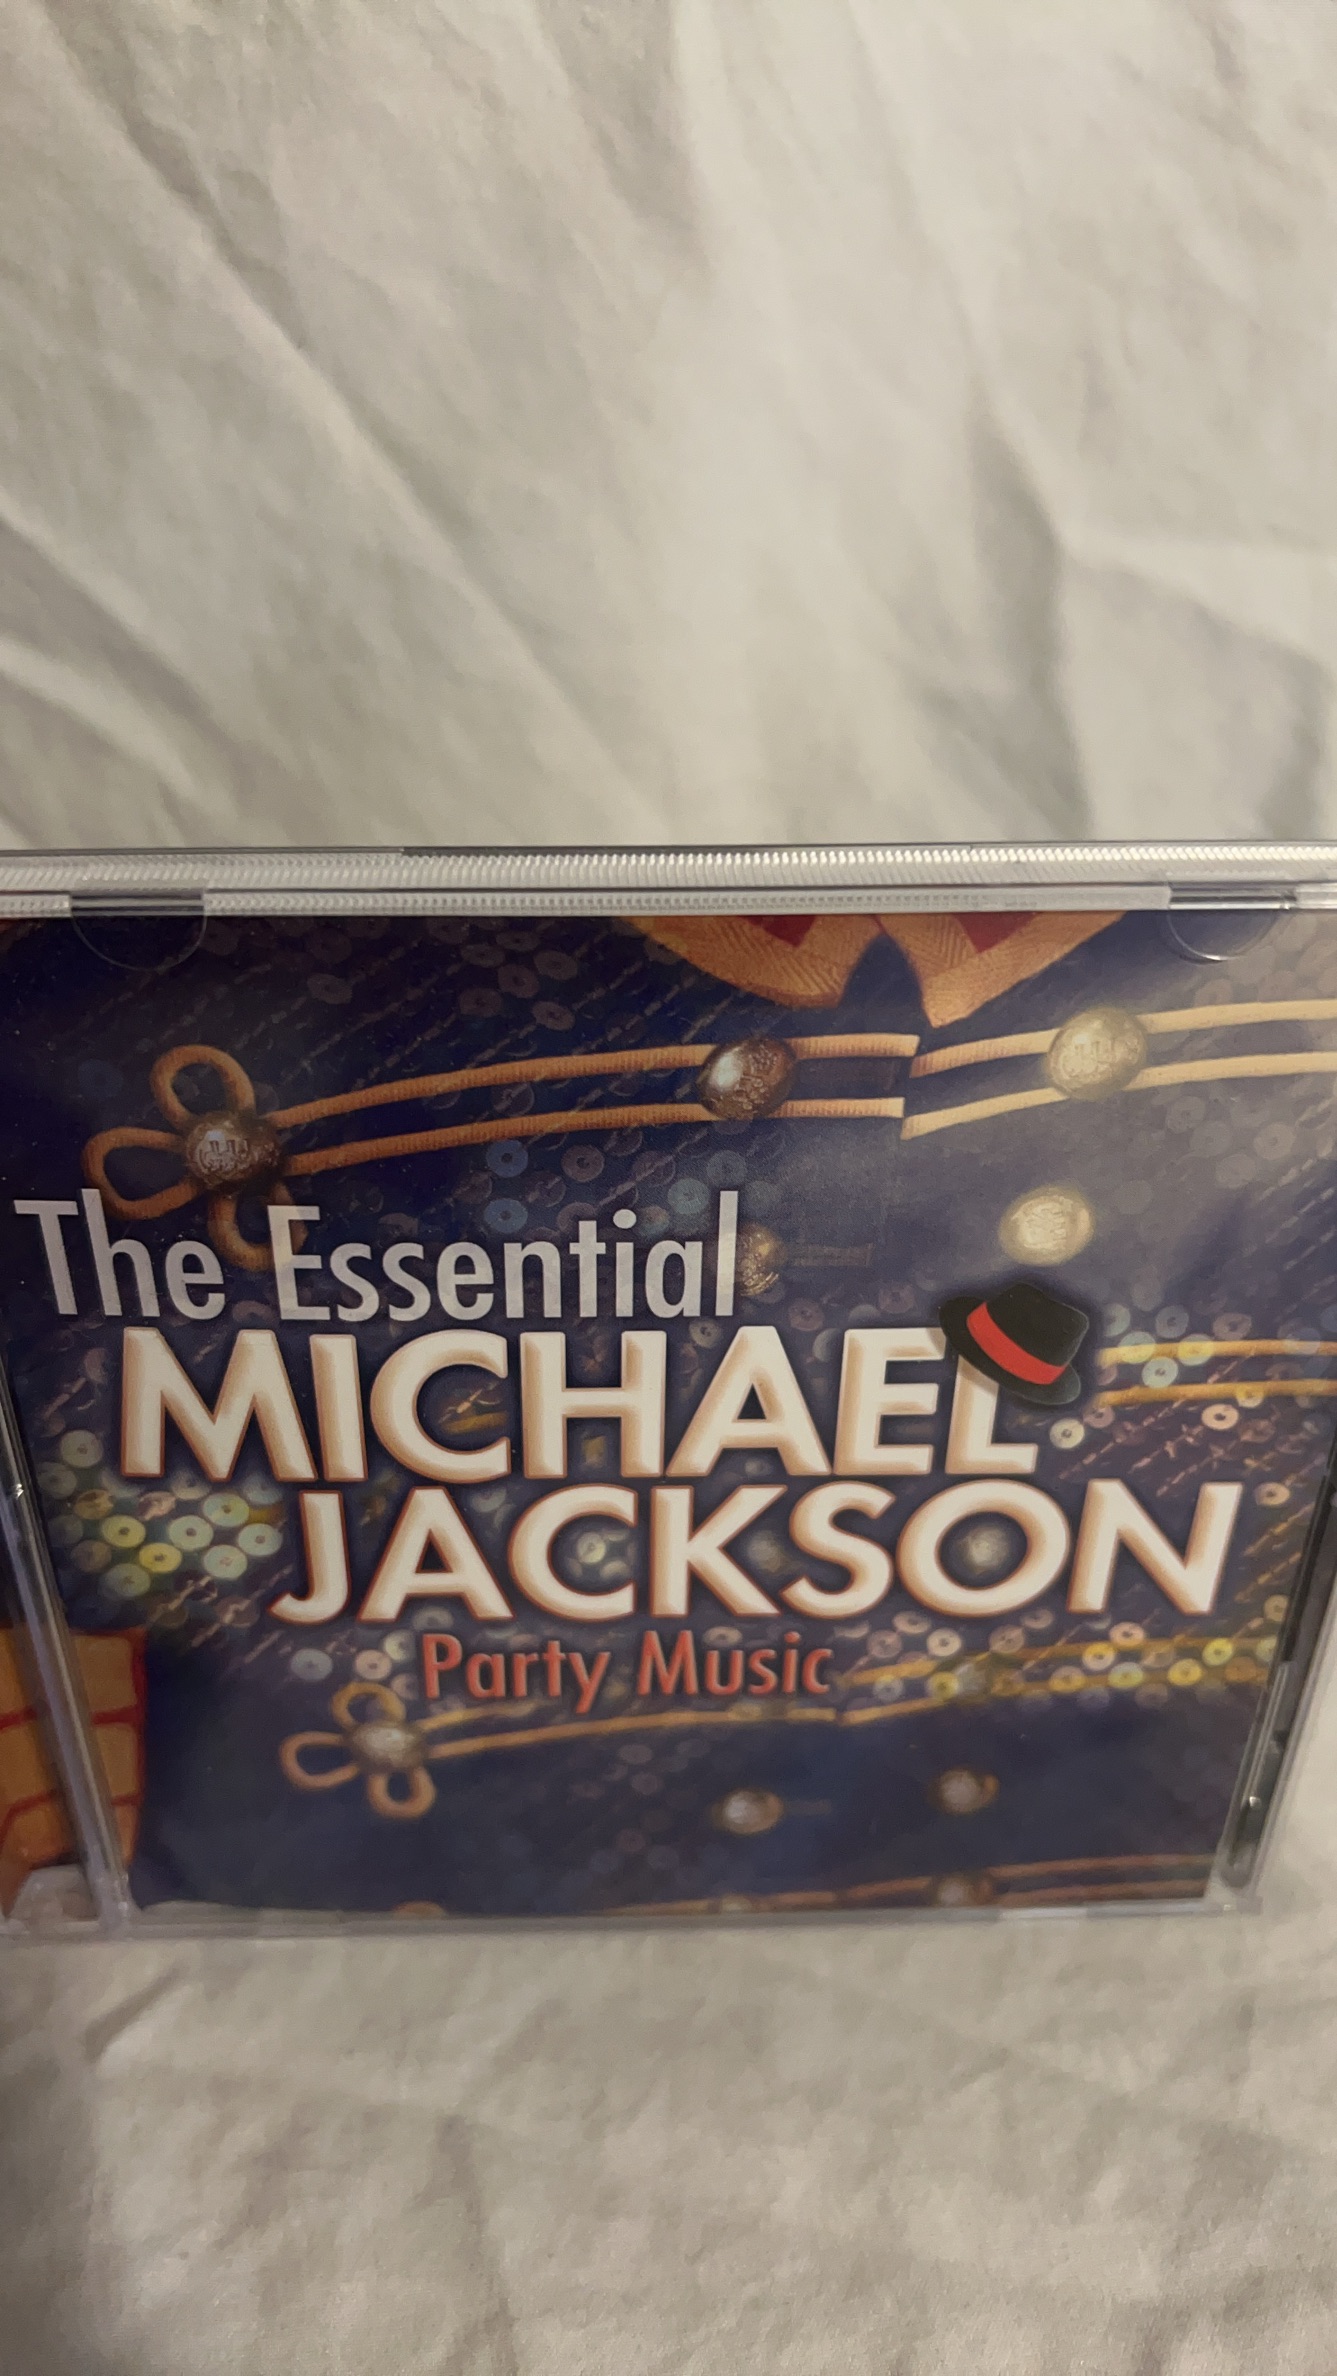 The Essential
MICHAEL
JACKSON
Party Music